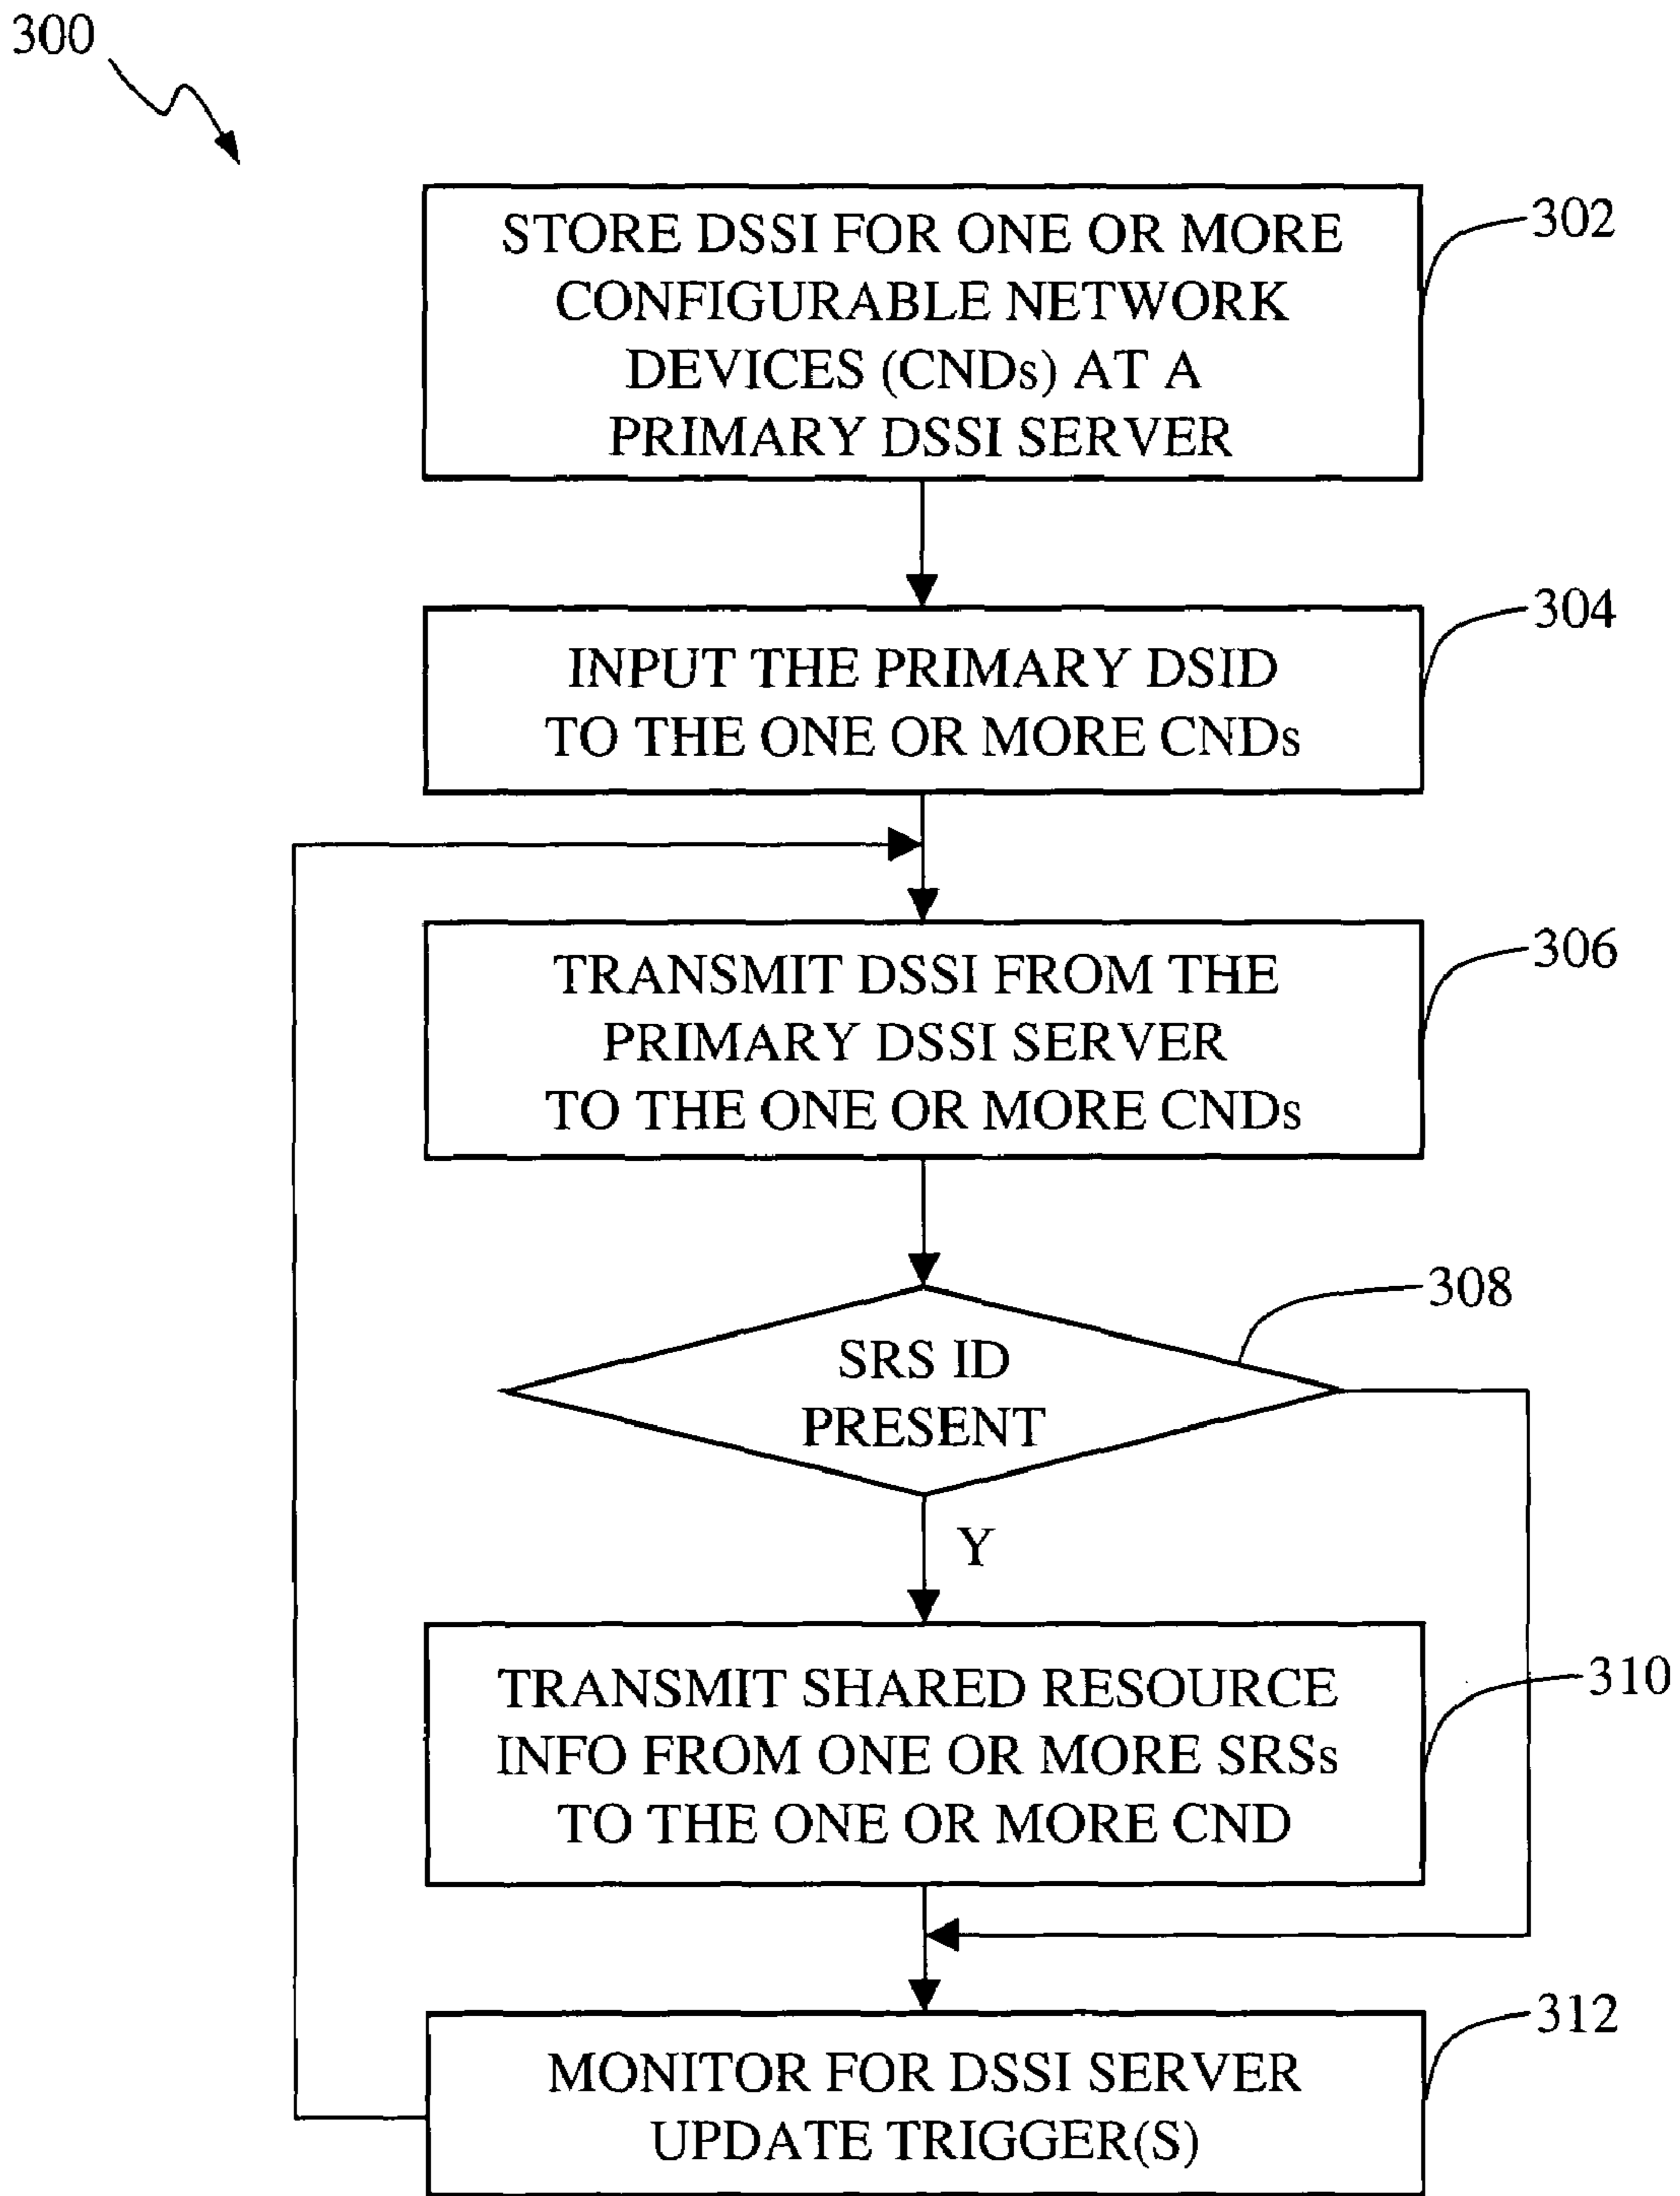 300
STORE DSSI FOR ONE OR MORE
CONFIGURABLE NETWORK
DEVICES (CNDs) AT A
PRIMARY DSSI SERVER
302
INPUT THE PRIMARY DSID
TO THE ONE OR MORE CNDs
304
TRANSMIT DSSI FROM THE
PRIMARY DSSI SERVER
TO THE ONE OR MORE CNDs
306
SRS ID
PRESENT
308
Y
TRANSMIT SHARED RESOURCE
INFO FROM ONE OR MORE SRSs
TO THE ONE OR MORE CND
310
MONITOR FOR DSSI SERVER
UPDATE TRIGGER(S)
312